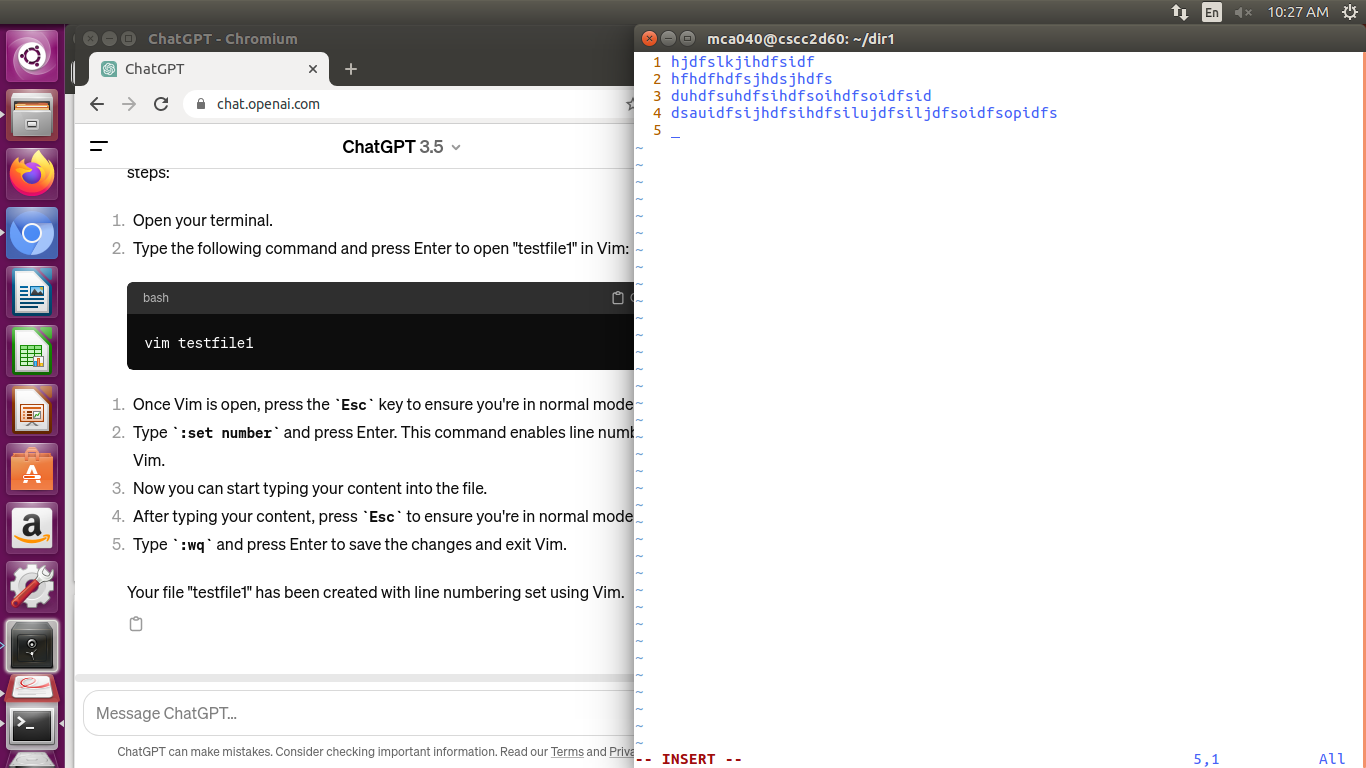 En
10:27 AM
ChatGPT - Chromium
ChatGPT
chat.openai.com
ChatGPT 3.5
steps:
1. Open your terminal.
2. Type the following command and press Enter to open "testfile1" in Vim:
bash
vim testfile1
1. Once Vim is open, press the `Esc` key to ensure you're in normal mode
2. Type `:set number` and press Enter. This command enables line numb
Vim.
3. Now you can start typing your content into the file.
4. After typing your content, press `Esc` to ensure you're in normal mode
5. Type `:wq` and press Enter to save the changes and exit Vim.
Your file "testfile1" has been created with line numbering set using Vim.
Message ChatGPT...
ChatGPT can make mistakes. Consider checking important information. Read our Terms and Priva
mca040@cscc2d60: ~/dir1
1 hjdfslkjihdfsidf
2 hfhdfhdfsjhdsjhdfs
3 duhdfsuhdfsihdfsoihdfsoidfsid
4 dsauidfsijhdfsihdfsilujdfsiljdfsoidfsopidfs
5 _
-- INSERT -- 5,1 All